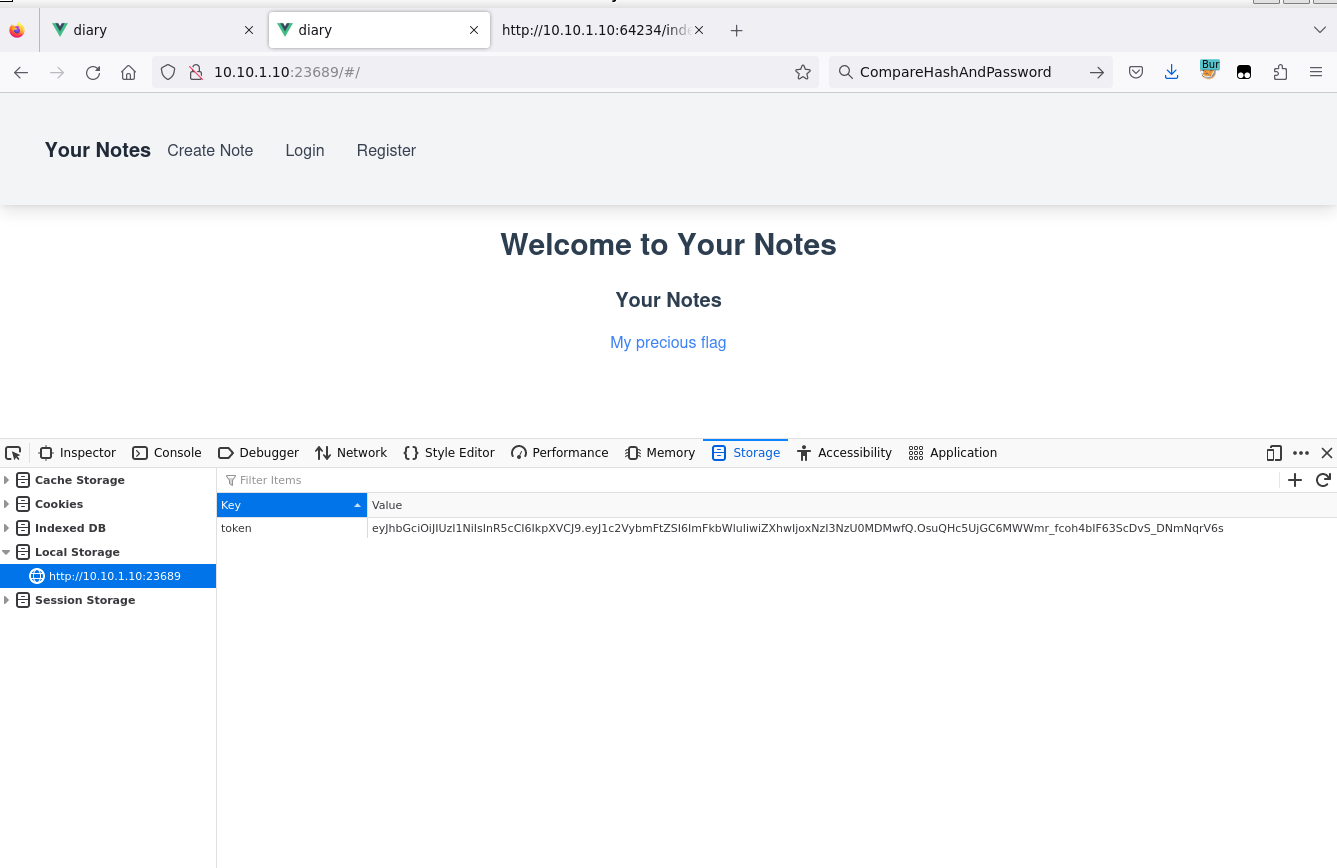 diary
diary
http://10.10.1.10:64234/inde
10.10.1.10:23689/#/
CompareHashAndPassword
Bur
Your Notes Create Note Login Register
Welcome to Your Notes
Your Notes
My precious flag
Inspector Console Debugger Network Style Editor Performance Memory Storage Accessibility Application
Cache Storage
Cookies
Indexed DB
Local Storage
http://10.10.1.10:23689
Session Storage
Filter Items
Key Value
token eyJhbGciOiJIUzI1NiIsInR5cCI6IkpXVCJ9.eyJ1c2VybmFtZSI6ImFkbWluIiwiZXhwIjoxNzI3NzU0MDMwfQ.OsuQHc5UjGC6MWWmr_fcoh4bIF63ScDvS_DNmNqrV6s